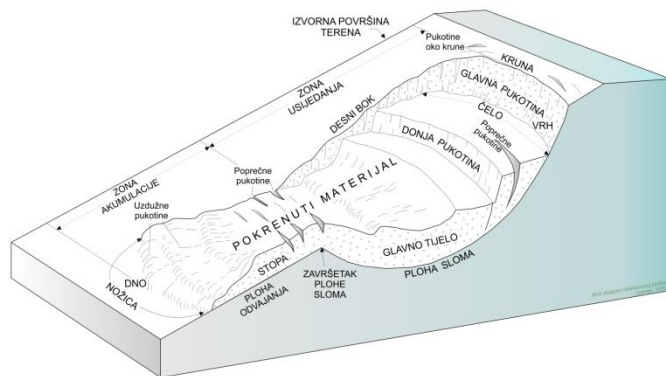 IZVORNA POVRŠINA
TERENA
Pukotine
oko krune
KRUNA
ZONA
USIJEDANJA
GLAVNA PUKOTINA
ČELO
VRH
DESNI BOK
DONJA PUKOTINA
Poprečne
pukotine
ZONA
AKUMULACIJE
Poprečne
pukotine
Uzdužne
pukotine
POKRENUTI MATERIJAL
GLAVNO TIJELO
PLOHA SLOMA
STOPA
DNO
NOŽICA
PLOHA
ODVAJANJA
ZAVRŠETAK
PLOHE
SLOMA